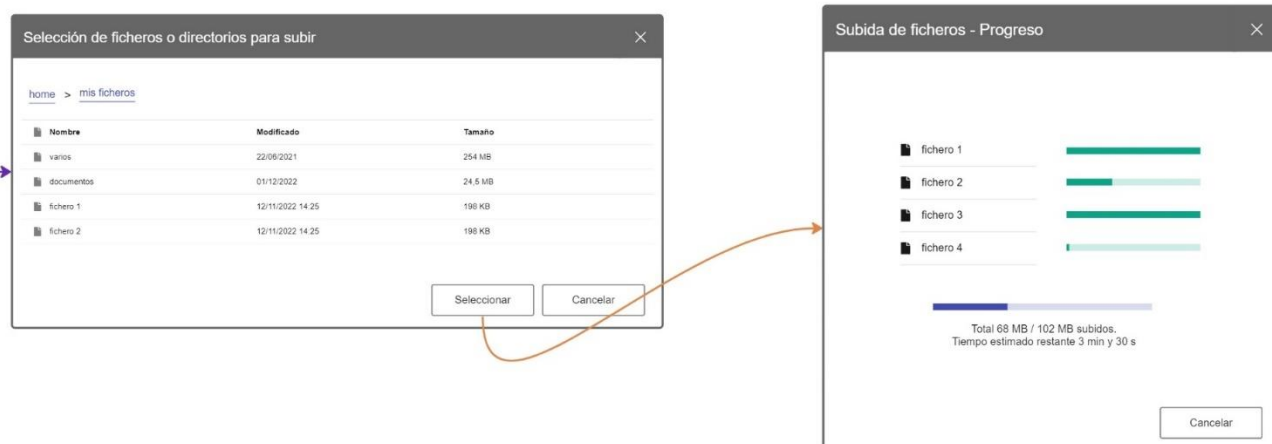 Selección de ficheros o directorios para subir
home > mis ficheros
Nombre Modificado Tamaño
varios 22/06/2021 254 MB
documentos 01/12/2022 24,5 MB
fichero 1 12/11/2022 14:25 198 KB
fichero 2 12/11/2022 14:25 198 KB
Seleccionar Cancelar
Subida de ficheros - Progreso
fichero 1
fichero 2
fichero 3
fichero 4
Total 68 MB / 102 MB subidos.
Tiempo estimado restante 3 min y 30 s
Cancelar